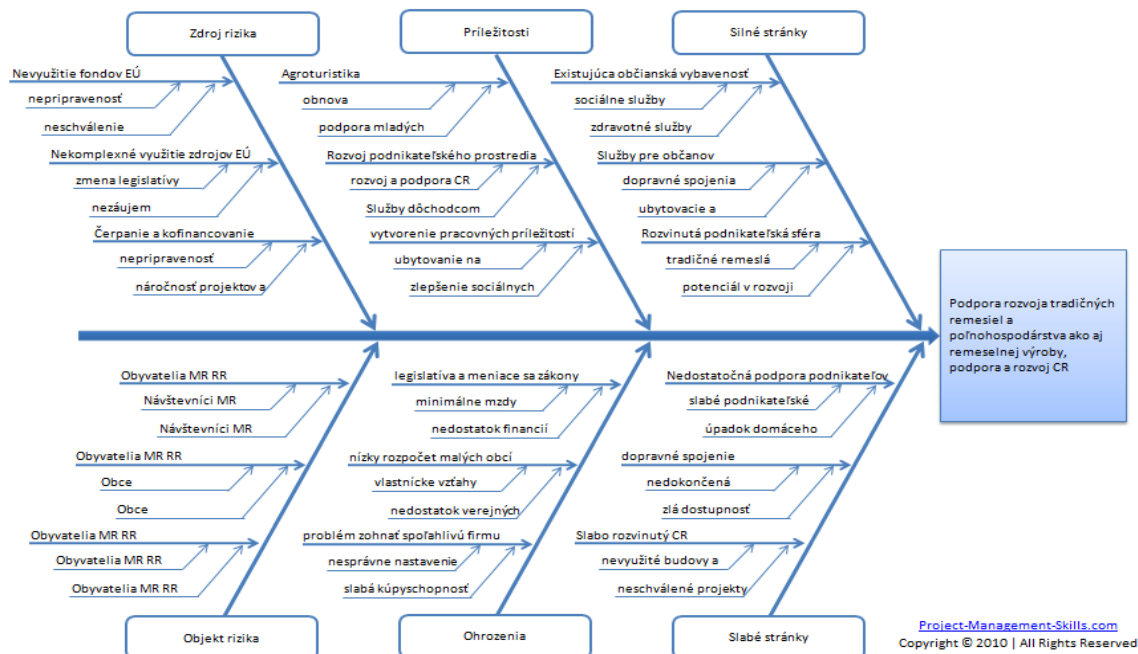 Zdroj rizika
Príležitosti
Silné stránky
Nevyužitie fondov EÚ
nepripravenosť
neschválenie
Nekomplexné využitie zdrojov EÚ
zmena legislatívy
nezáujem
Čerpanie a kofinancovanie
nepripravenosť
náročnosť projektov a
Agroturistika
obnova
podpora mladých
Rozvoj podnikateľského prostredia
rozvoj a podpora CR
Služby dôchodcom
vytvorenie pracovných príležitostí
ubytovanie na
zlepšenie sociálnych
Existujúca občianská vybavenosť
sociálne služby
zdravotné služby
Služby pre občanov
dopravné spojenia
ubytovacie a
Rozvinutá podnikateľská sféra
tradičné remeslá
potenciál v rozvoji
Podpora rozvoja tradičných
remesiel a
poľnohospodárstva ako aj
remeselnej výroby,
podpora a rozvoj CR
Obyvatelia MR RR
Návštevníci MR
Návštevníci MR
Obyvatelia MR RR
Obce
Obce
Obyvatelia MR RR
Obyvatelia MR RR
Obyvatelia MR RR
legislatíva a meniace sa zákony
minimálne mzdy
nedostatok financií
nízky rozpočet malých obcí
vlastnícke vzťahy
nedostatok verejných
problém zohnať spoľahlivú firmu
nesprávne nastavenie
slabá kúpyschopnosť
Nedostatočná podpora podnikateľov
slabé podnikateľské
úpadok domáceho
dopravné spojenie
nedokončená
zlá dostupnosť
Slabo rozvinutý CR
nevyužité budovy a
neschválené projekty
Objekt rizika
Ohrozenia
Slabé stránky
Project-Management-Skills.com
Copyright © 2010 | All Rights Reserved